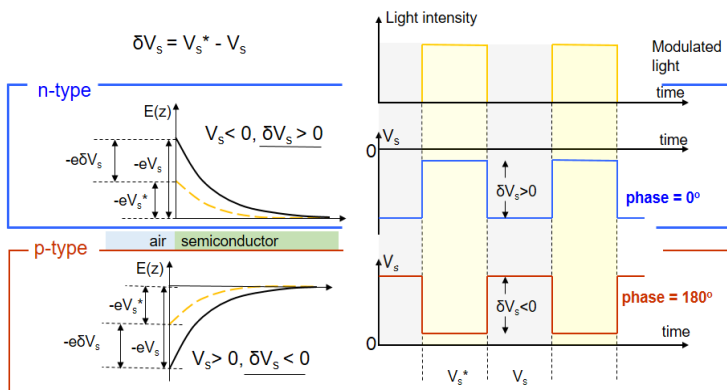 δVs = Vs* - Vs
n-type
E(z)
Vs< 0, δVs > 0
-eδVs
-eVs
-eVs*
air
semiconductor
p-type
E(z)
-eVs*
-eδVs
-eVs
Vs> 0, δVs < 0
Light intensity
Modulated
light
time
Vs
time
0
δVs>0
phase = 0º
Vs
δVs<0
phase = 180º
0
time
Vs*
Vs